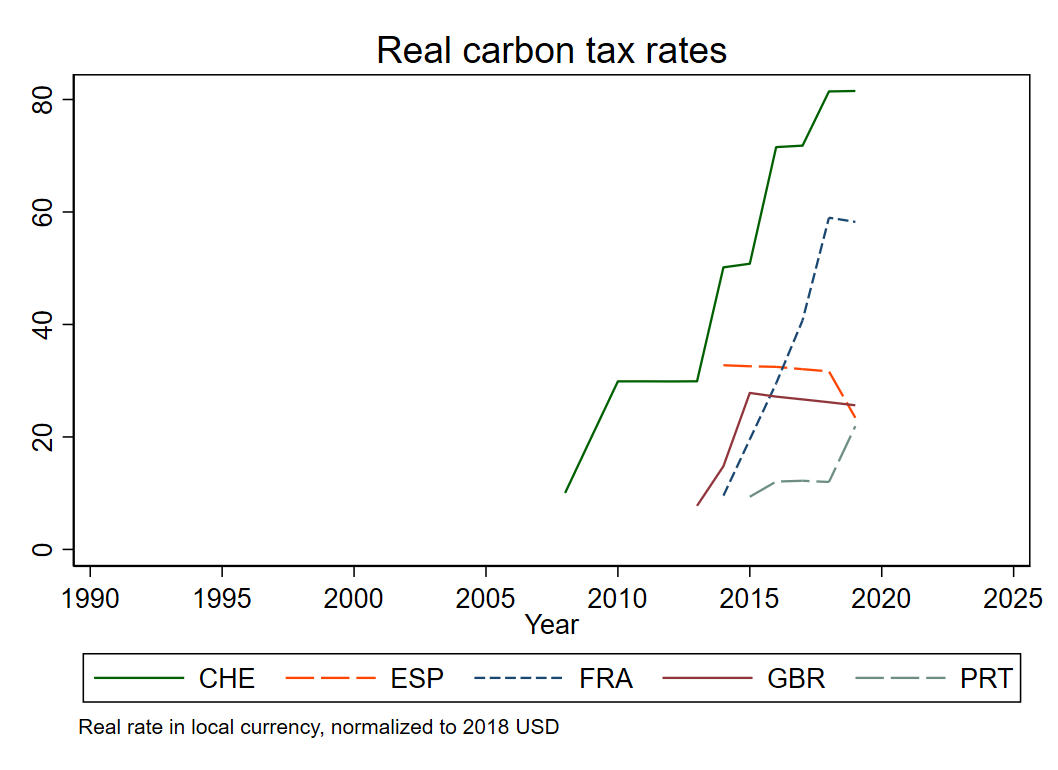 Real carbon tax rates
80
60
40
20
0
1990 1995 2000 2005 2010 2015 2020 2025
Year
CHE ESP FRA GBR PRT
Real rate in local currency, normalized to 2018 USD